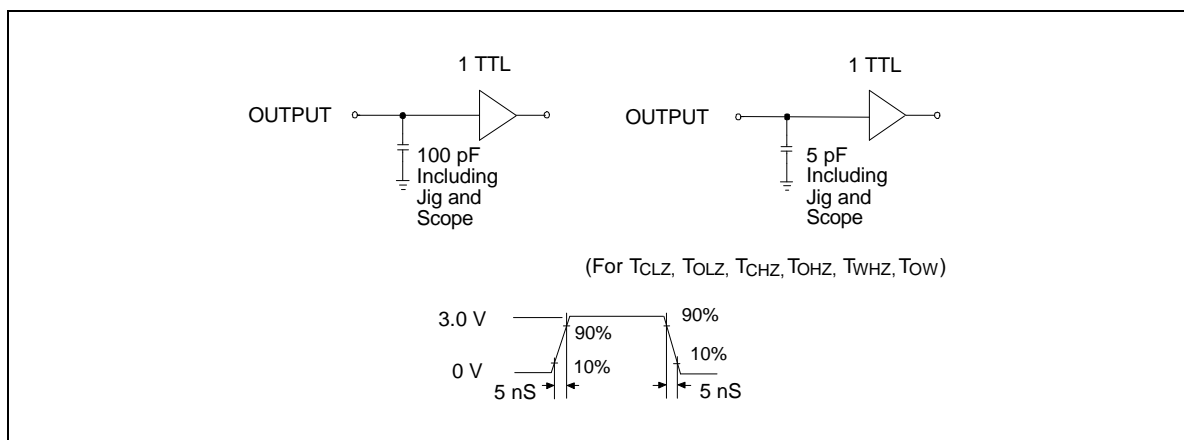 1 TTL
OUTPUT
100 pF
Including
Jig and
Scope
1 TTL
OUTPUT
5 pF
Including
Jig and
Scope
(For TCLZ, TOLZ, TCHZ, TOHZ, TWHZ, TOW)
3.0 V
90%
90%
0 V
10%
10%
5 nS
5 nS